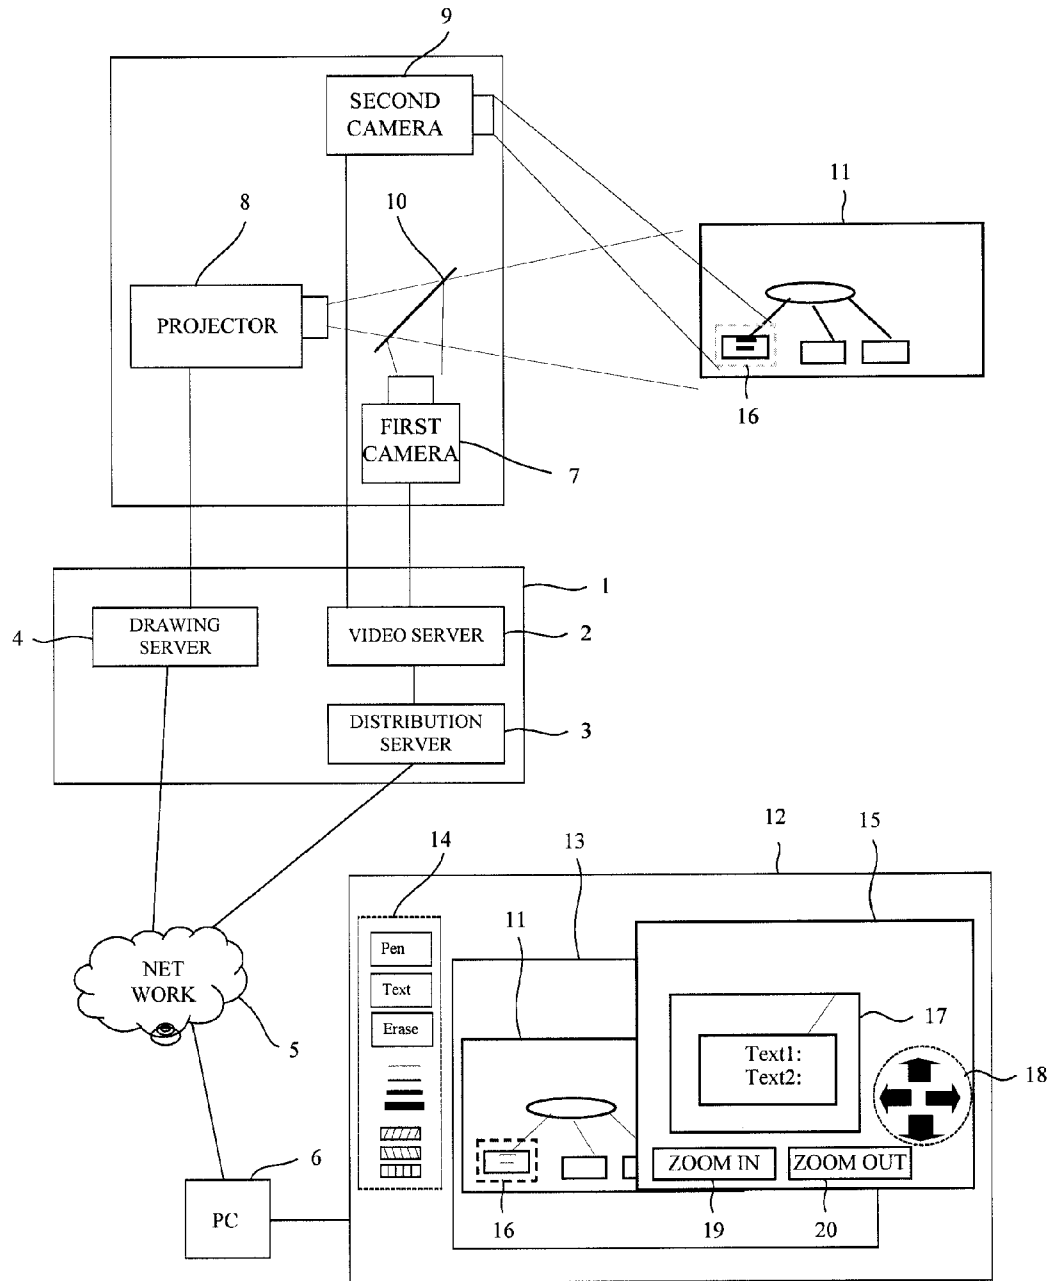 9
SECOND
CAMERA
8
10
11
PROJECTOR
16
FIRST
CAMERA
7
1
4
DRAWING
SERVER
VIDEO SERVER
2
DISTRIBUTION
SERVER
3
12
15
13
14
11
Pen
NET
WORK
Text
17
Erase
Text1:
Text2:
5
18
6
ZOOM IN
ZOOM OUT
PC
16
19
20